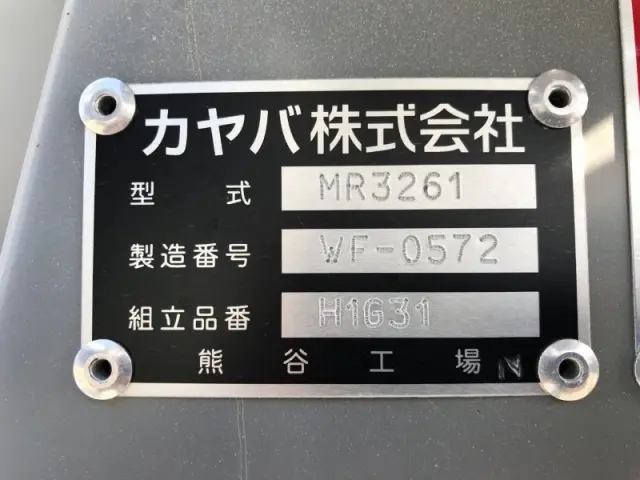 カヤバ株式会社
型式 MR3261
製造番号 WF-0572
組立品番 H1G31
熊谷工場 N